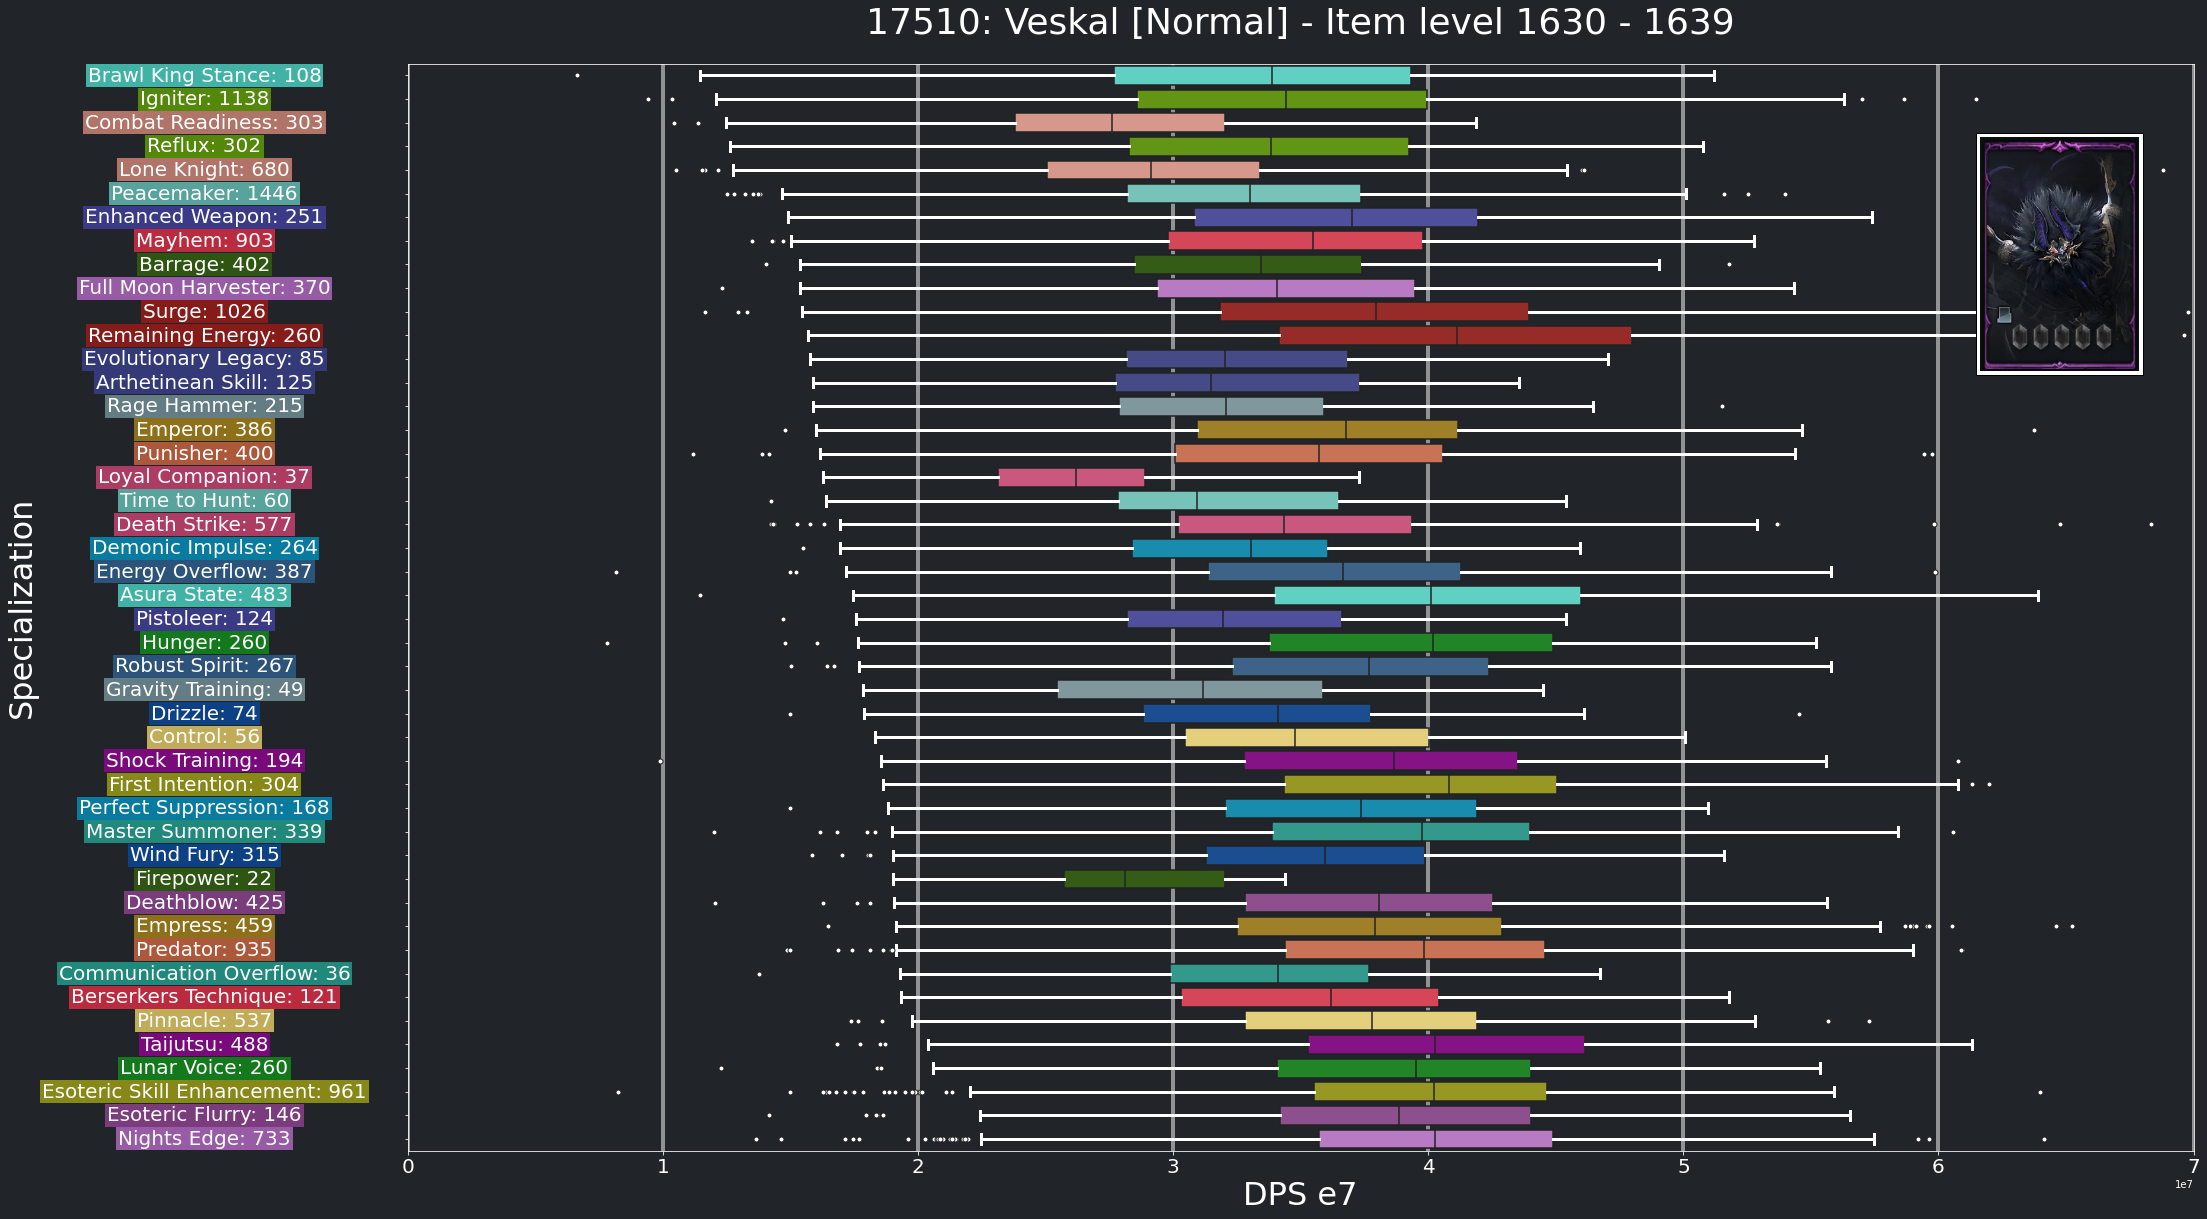 17510: Veskal [Normal] - Item level 1630 - 1639
Specialization
Brawl King Stance: 108
Igniter: 1138
Combat Readiness: 303
Reflux: 302
Lone Knight: 680
Peacemaker: 1446
Enhanced Weapon: 251
Mayhem: 903
Barrage: 402
Full Moon Harvester: 370
Surge: 1026
Remaining Energy: 260
Evolutionary Legacy: 85
Arthetinean Skill: 125
Rage Hammer: 215
Emperor: 386
Punisher: 400
Loyal Companion: 37
Time to Hunt: 60
Death Strike: 577
Demonic Impulse: 264
Energy Overflow: 387
Asura State: 483
Pistoleer: 124
Hunger: 260
Robust Spirit: 267
Gravity Training: 49
Drizzle: 74
Control: 56
Shock Training: 194
First Intention: 304
Perfect Suppression: 168
Master Summoner: 339
Wind Fury: 315
Firepower: 22
Deathblow: 425
Empress: 459
Predator: 935
Communication Overflow: 36
Berserkers Technique: 121
Pinnacle: 537
Taijutsu: 488
Lunar Voice: 260
Esoteric Skill Enhancement: 961
Esoteric Flurry: 146
Nights Edge: 733
0 1 2 3 4 5 6 7
1e7
DPS e7